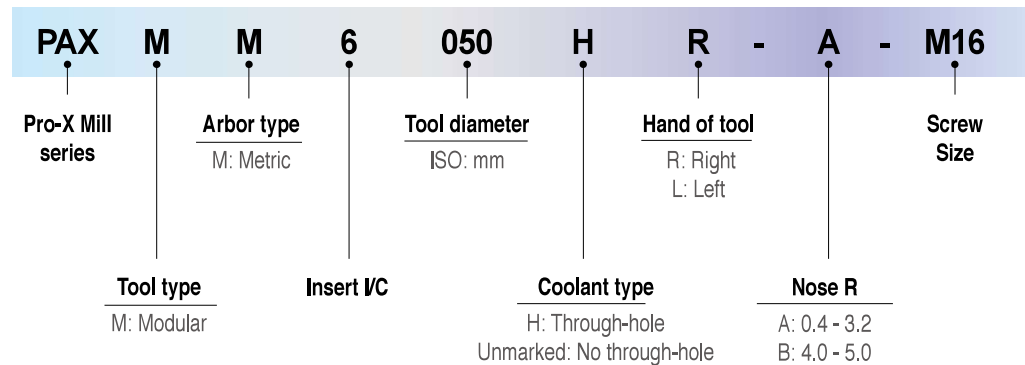 PAX M M 6 050 H R - A - M16
Pro-X Mill
series
Arbor type
M: Metric
Tool diameter
ISO: mm
Hand of tool
R: Right
L: Left
Screw
Size
Tool type
M: Modular
Insert I/C
Coolant type
H: Through-hole
Unmarked: No through-hole
Nose R
A: 0.4 - 3.2
B: 4.0 - 5.0